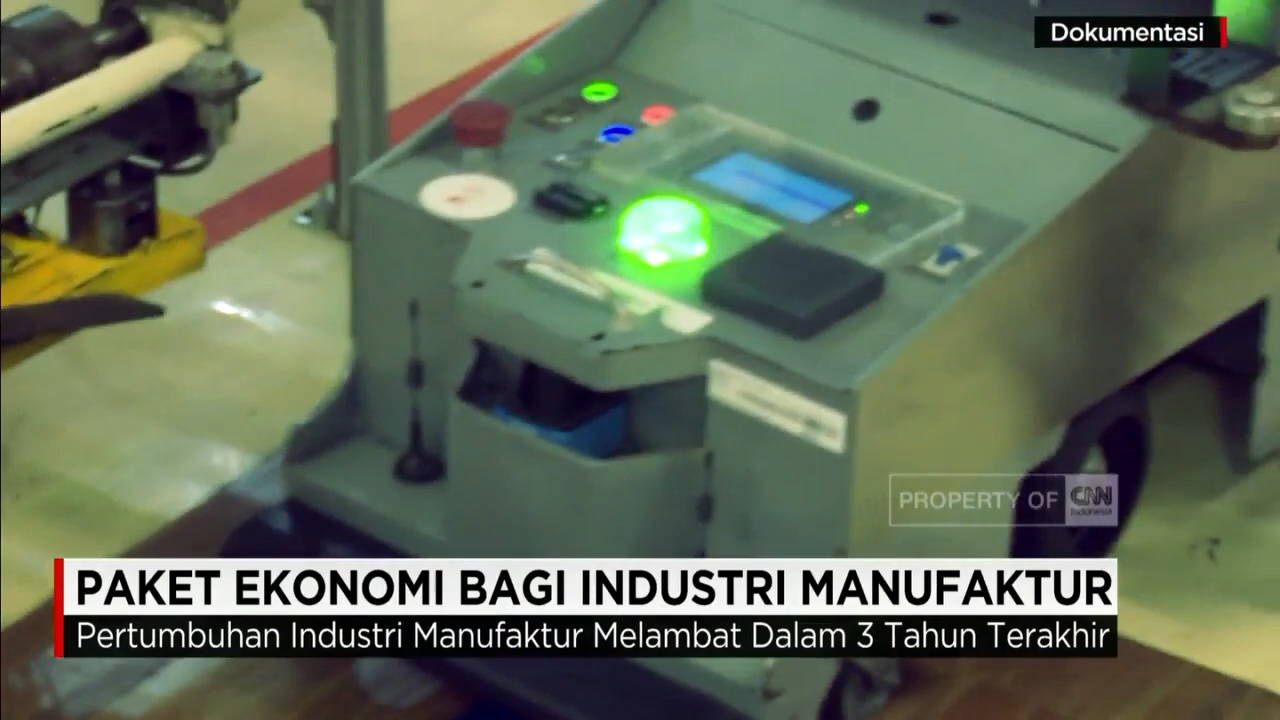 Dokumentasi
PROPERTY OF CNN Indonesia
PAKET EKONOMI BAGI INDUSTRI MANUFAKTUR
Pertumbuhan Industri Manufaktur Melambat Dalam 3 Tahun Terakhir